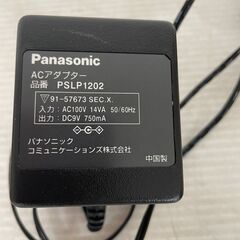 Panasonic
ACアダプター
品番 PSLP1202
91-57673 SEC.X.
入力：AC100V 14VA 50/60Hz
出力：DC9V 750mA
パナソニック
コミュニケーションズ株式会社
中国製